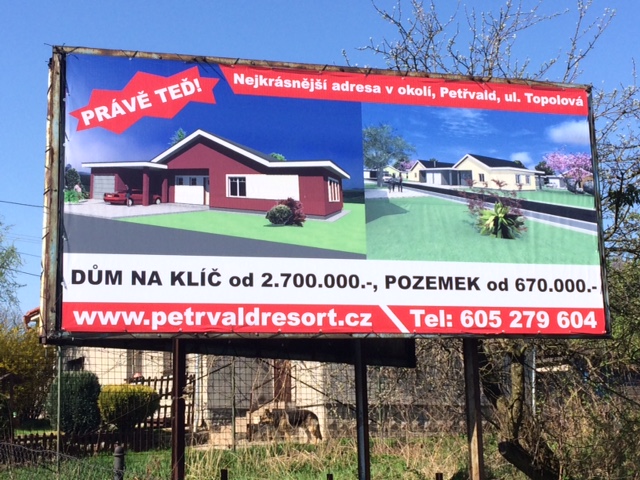 PRÁVĚ TEĎ!
Nejkrásnější adresa v okolí, Petřvald, ul. Topolová
DŮM NA KLÍČ od 2.700.000.-, POZEMEK od 670.000.-
www.petrvaldresort.cz Tel: 605 279 604